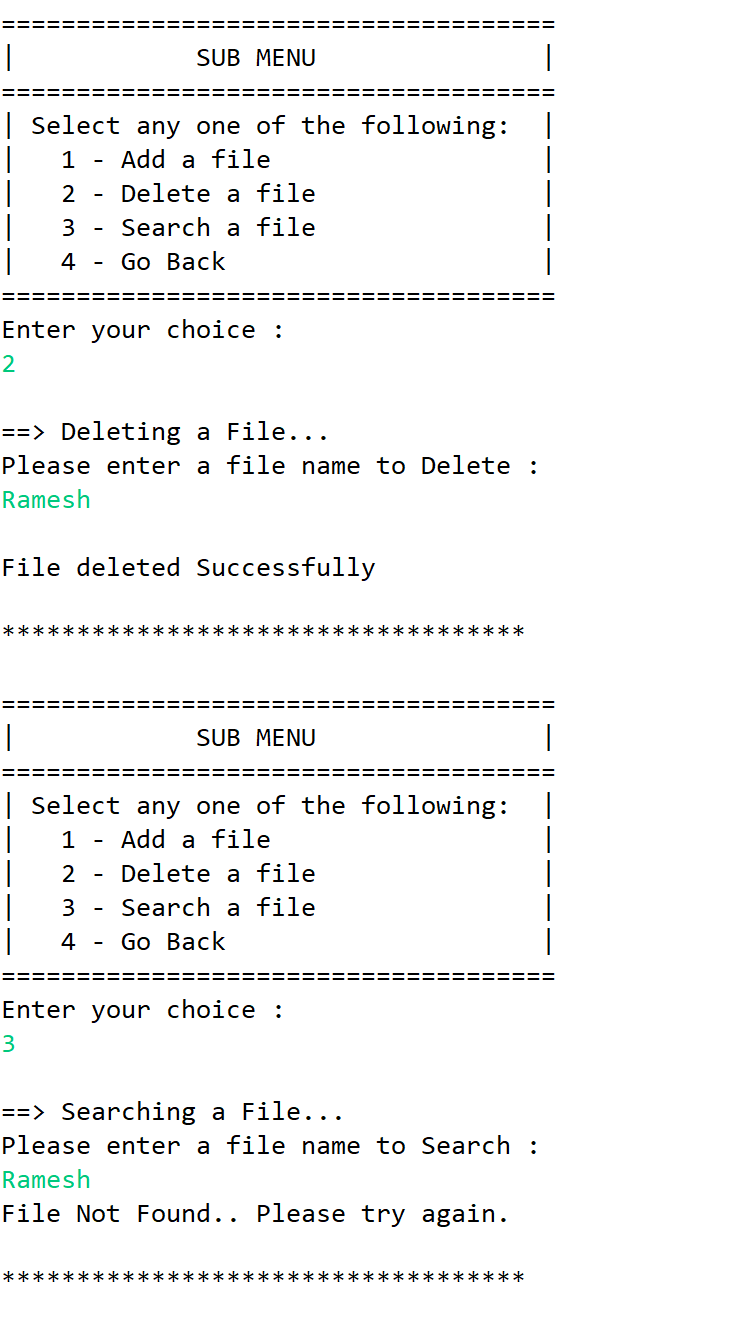 =====================================
|            SUB MENU               |
=====================================
| Select any one of the following:  |
|   1 - Add a file                  |
|   2 - Delete a file               |
|   3 - Search a file               |
|   4 - Go Back                     |
=====================================
Enter your choice :
2

==> Deleting a File...
Please enter a file name to Delete :
Ramesh

File deleted Successfully

***********************************

=====================================
|            SUB MENU               |
=====================================
| Select any one of the following:  |
|   1 - Add a file                  |
|   2 - Delete a file               |
|   3 - Search a file               |
|   4 - Go Back                     |
=====================================
Enter your choice :
3

==> Searching a File...
Please enter a file name to Search :
Ramesh
File Not Found.. Please try again.

***********************************